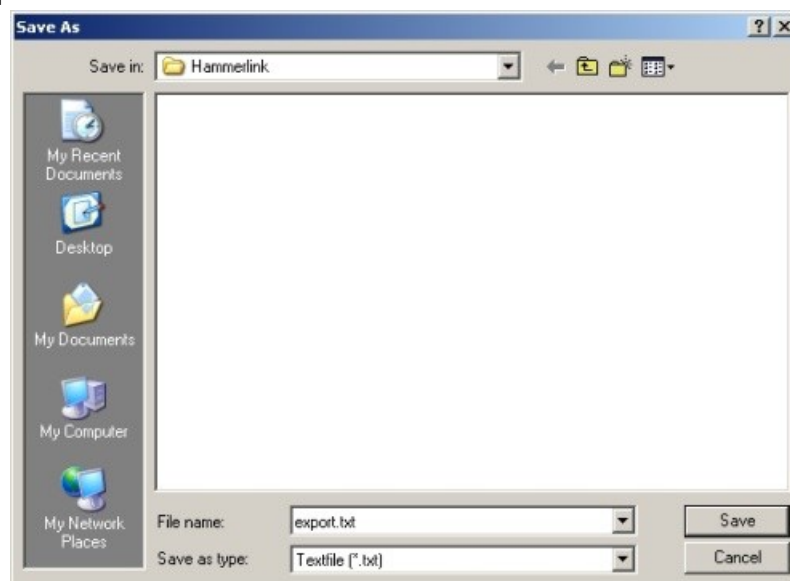 Save As
Save in: Hammerlink
My Recent
Documents
Desktop
My Documents
My Computer
My Network
Places
File name: export.txt
Save as type: Textfile (*.txt)
Save
Cancel